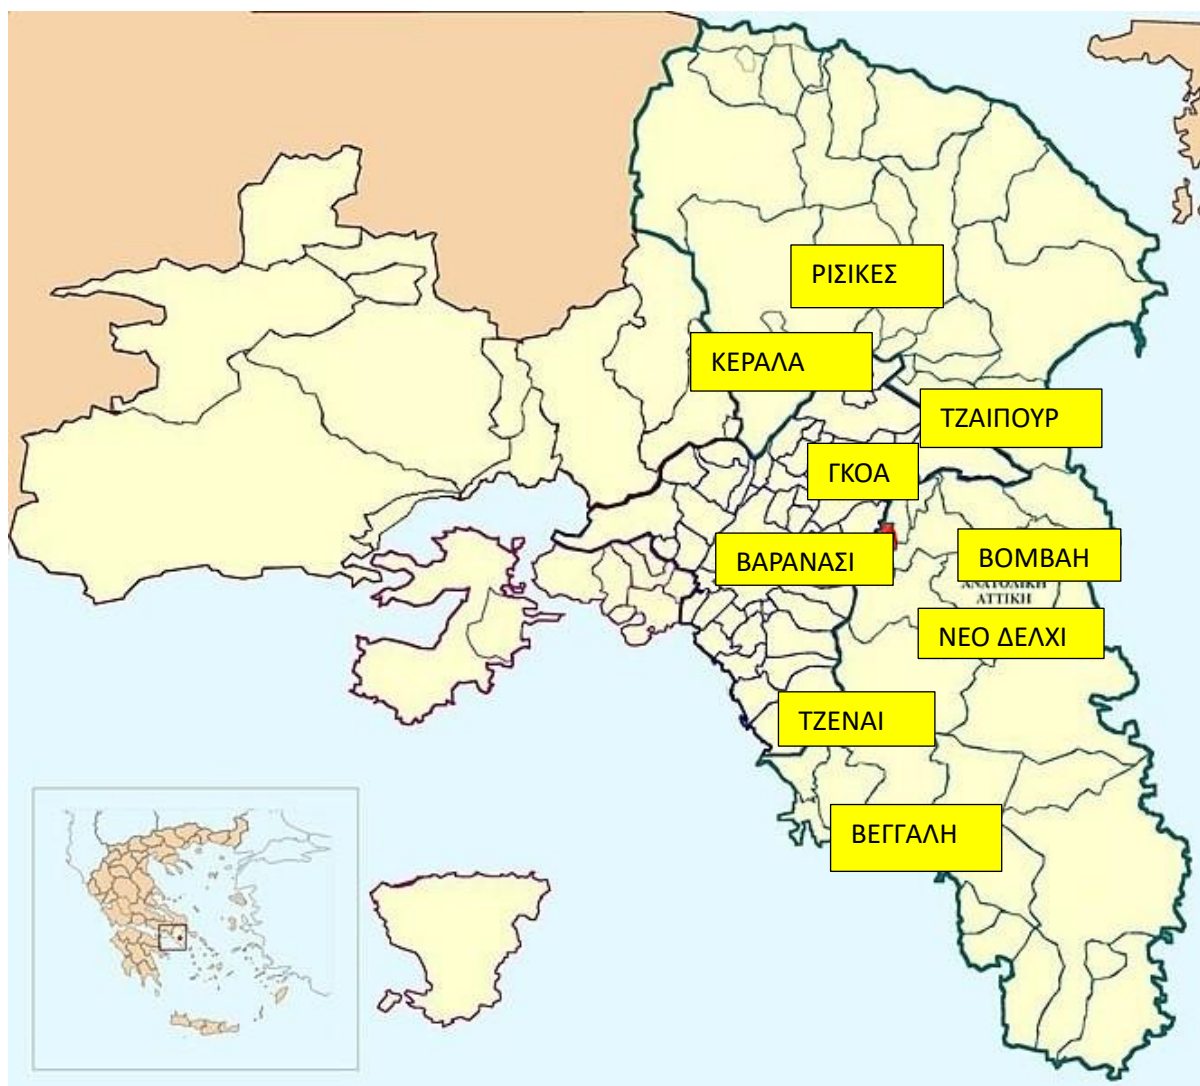 ΡΙΣΙΚΕΣ
ΚΕΡΑΛΑ
ΤΖΑΙΠΟΥΡ
ΓΚΟΑ
ΒΑΡΑΝΑΣΙ
ΒΟΜΒΑΗ
ΑΝΑΤΟΛΙΚΗ
ΑΤΤΙΚΗ
ΝΕΟ ΔΕΛΧΙ
ΤΖΕΝΑΙ
ΒΕΓΓΑΛΗ